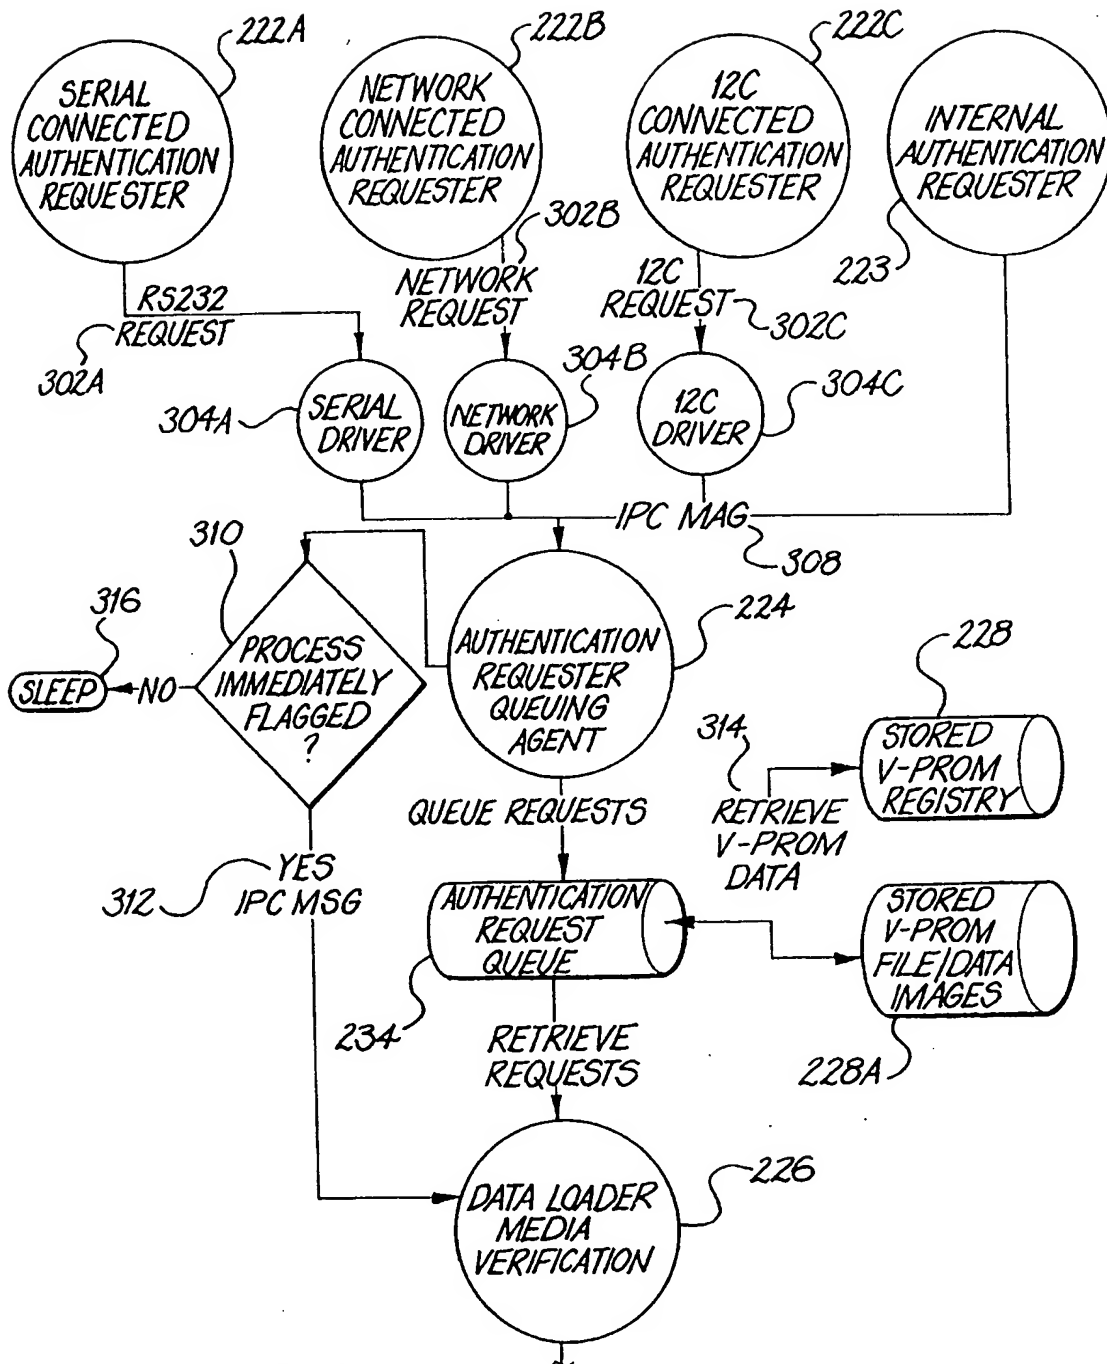 222A
222B
222C
SERIAL
CONNECTED
AUTHENTICATION
REQUESTER
NETWORK
CONNECTED
AUTHENTICATION
REQUESTER
12C
CONNECTED
AUTHENTICATION
REQUESTER
INTERNAL
AUTHENTICATION
REQUESTER
223
RS232
REQUEST
302A
302B
NETWORK
REQUEST
12C
REQUEST
302C
304A
SERIAL
DRIVER
304B
NETWORK
DRIVER
12C
DRIVER
304C
IPC MAG
308
310
PROCESS
IMMEDIATELY
FLAGGED
?
316
SLEEP
NO
AUTHENTICATION
REQUESTER
QUEUING
AGENT
224
228
STORED
V-PROM
REGISTRY
314
RETRIEVE
V-PROM
DATA
QUEUE REQUESTS
YES
IPC MSG
312
AUTHENTICATION
REQUEST
QUEUE
234
STORED
V-PROM
FILE/DATA
IMAGES
228A
RETRIEVE
REQUESTS
DATA LOADER
MEDIA
VERIFICATION
226